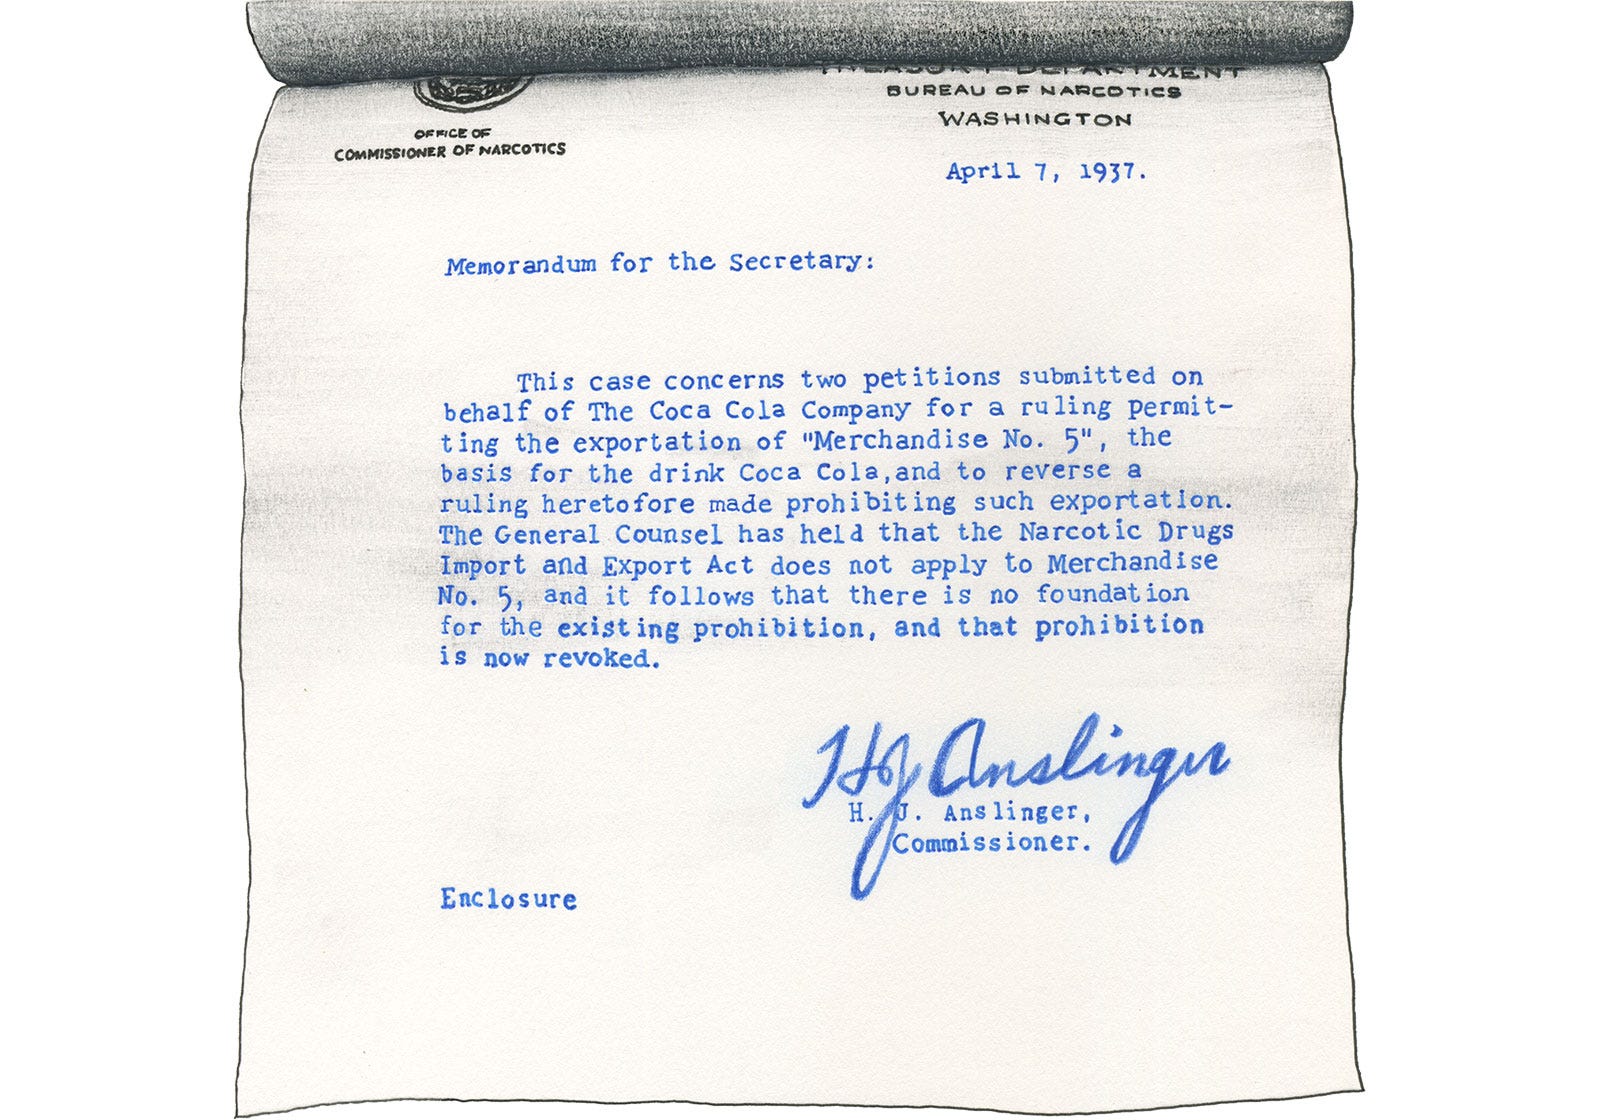 TREASURY DEPARTMENT
BUREAU OF NARCOTICS
WASHINGTON
OFFICE OF
COMMISSIONER OF NARCOTICS
April 7, 1937.
Memorandum for the Secretary:
This case concerns two petitions submitted on
behalf of The Coca Cola Company for a ruling permit-
ting the exportation of "Merchandise No. 5", the
basis for the drink Coca Cola,and to reverse a
ruling heretofore made prohibiting such exportation.
The General Counsel has held that the Narcotic Drugs
Import and Export Act does not apply to Merchandise
No. 5, and it follows that there is no foundation
for the existing prohibition, and that prohibition
is now revoked.
HJ Anslinger
H. J. Anslinger,
Commissioner.
Enclosure